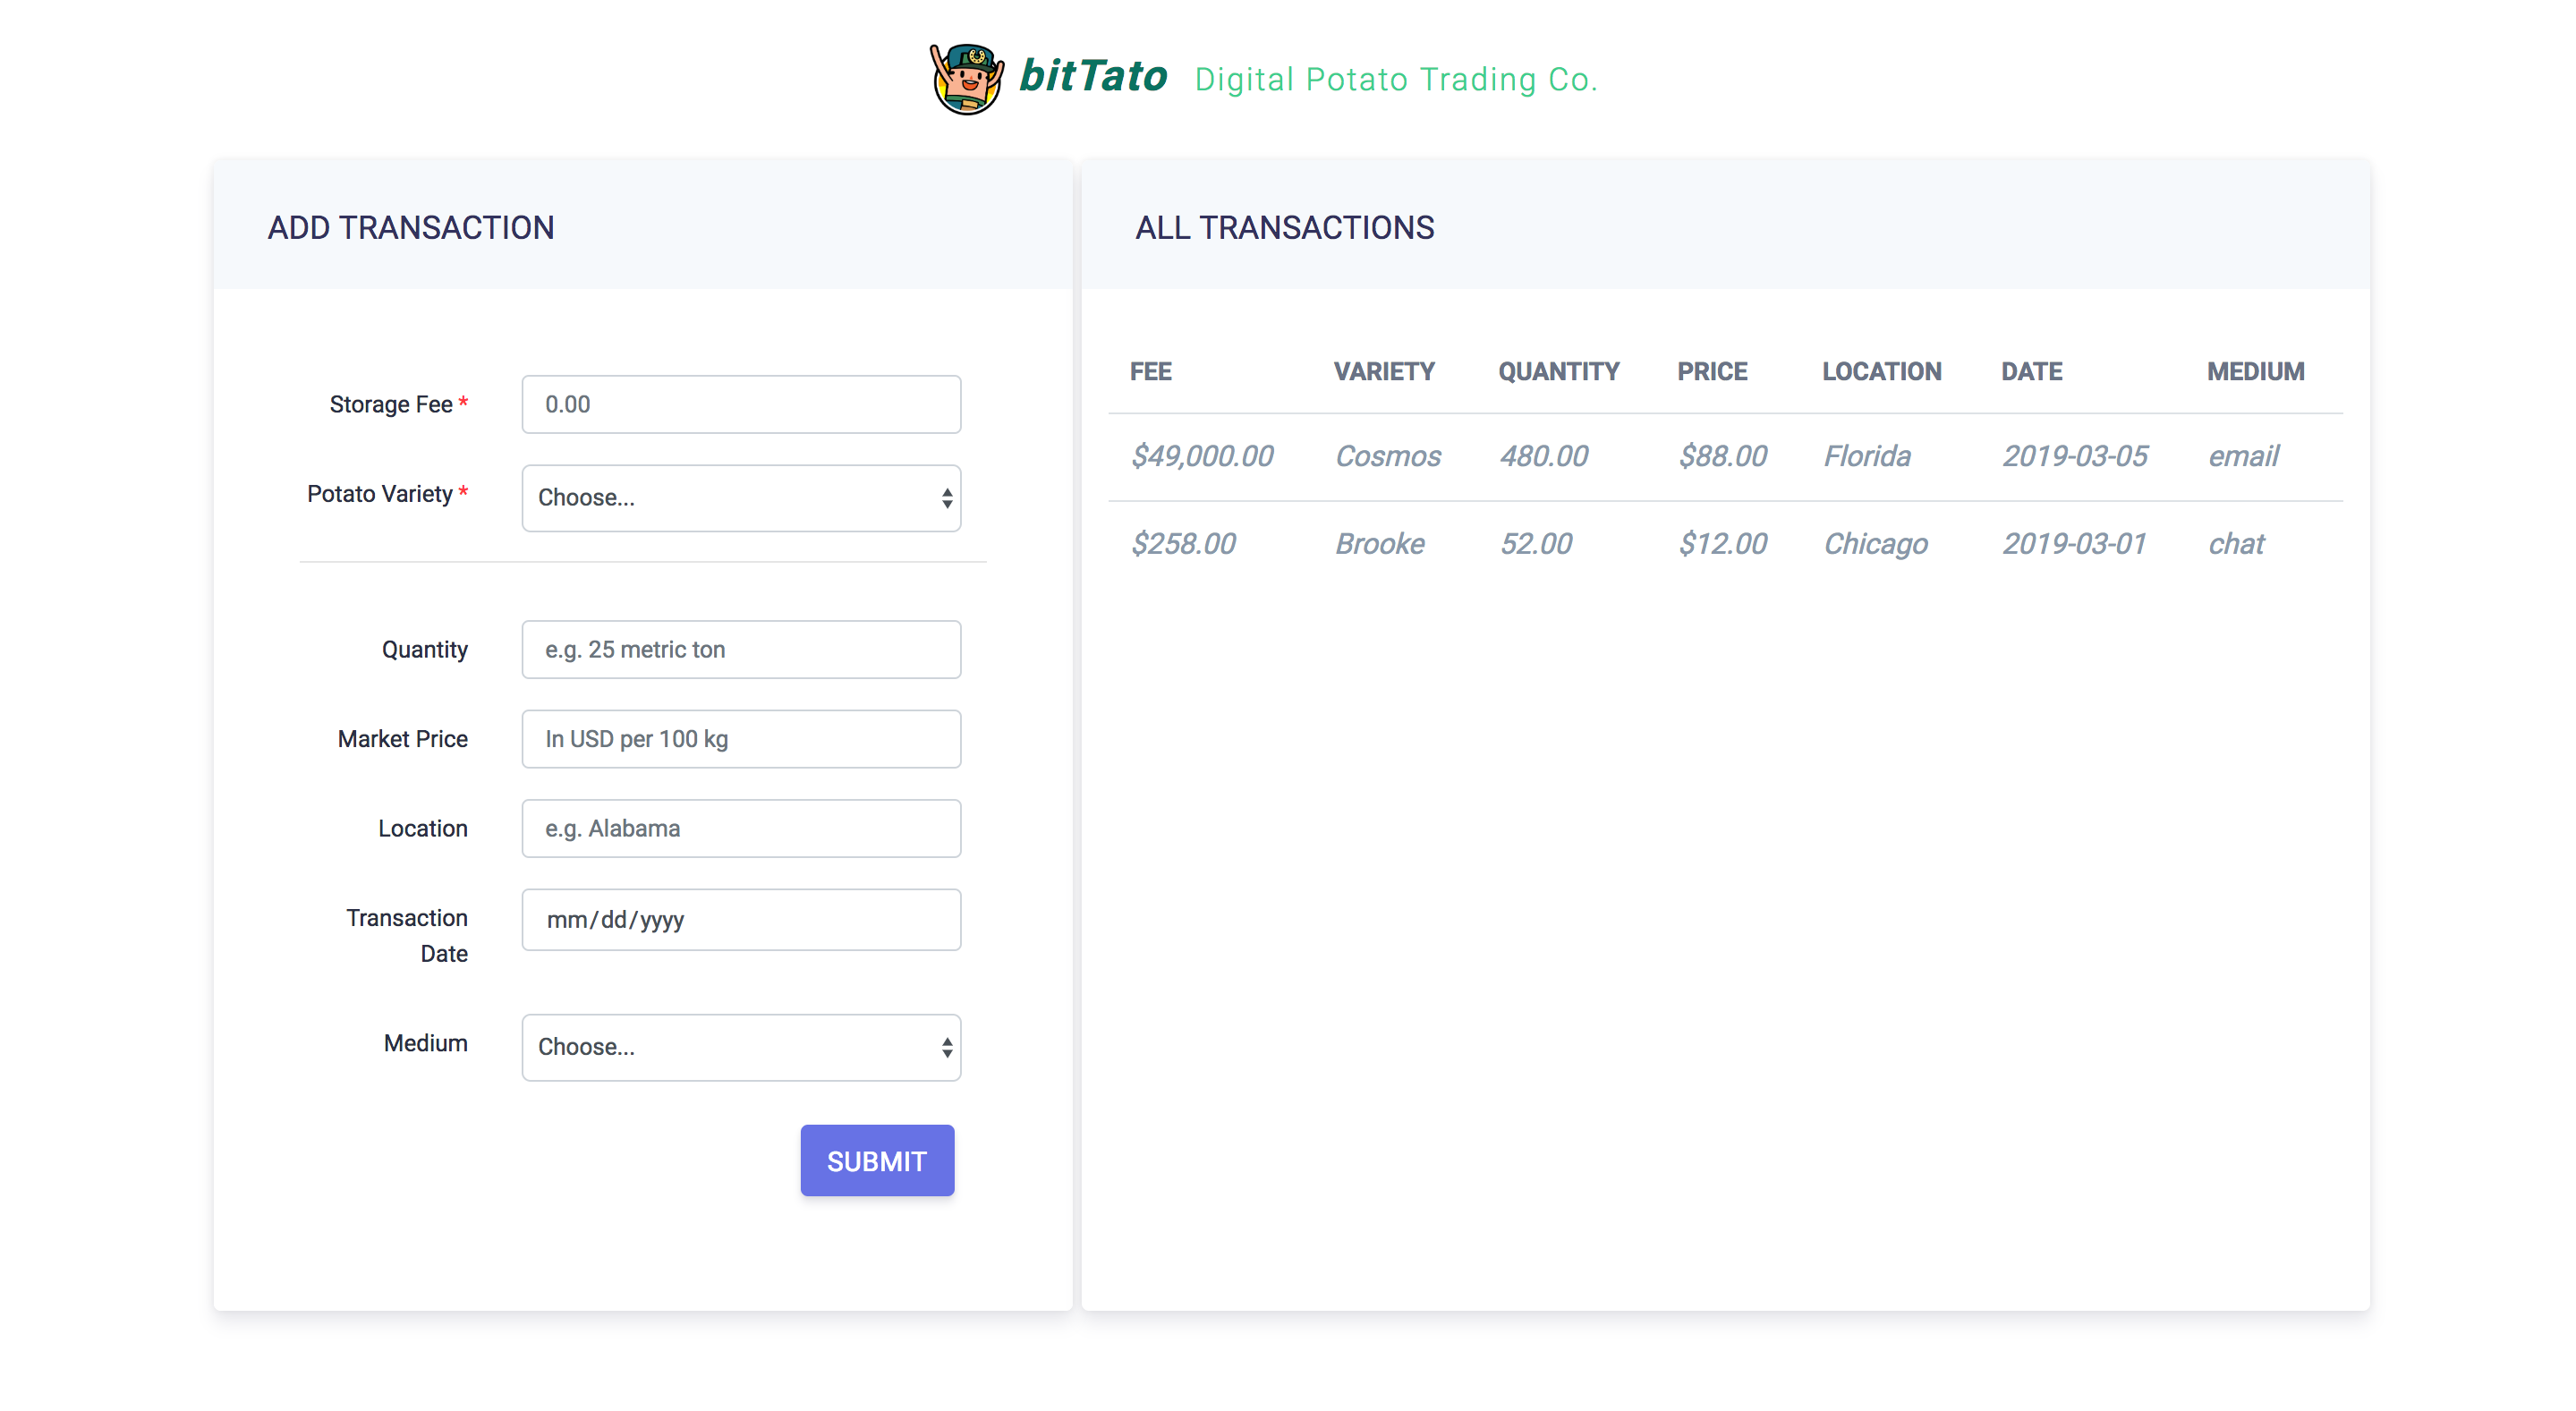 bitTato Digital Potato Trading Co.
ADD TRANSACTION
Storage Fee * 0.00
Potato Variety * Choose...
Quantity e.g. 25 metric ton
Market Price In USD per 100 kg
Location e.g. Alabama
Transaction mm/dd/yyyy
Date
Medium Choose...
SUBMIT
ALL TRANSACTIONS
FEE VARIETY QUANTITY PRICE LOCATION DATE MEDIUM
$49,000.00 Cosmos 480.00 $88.00 Florida 2019-03-05 email
$258.00 Brooke 52.00 $12.00 Chicago 2019-03-01 chat